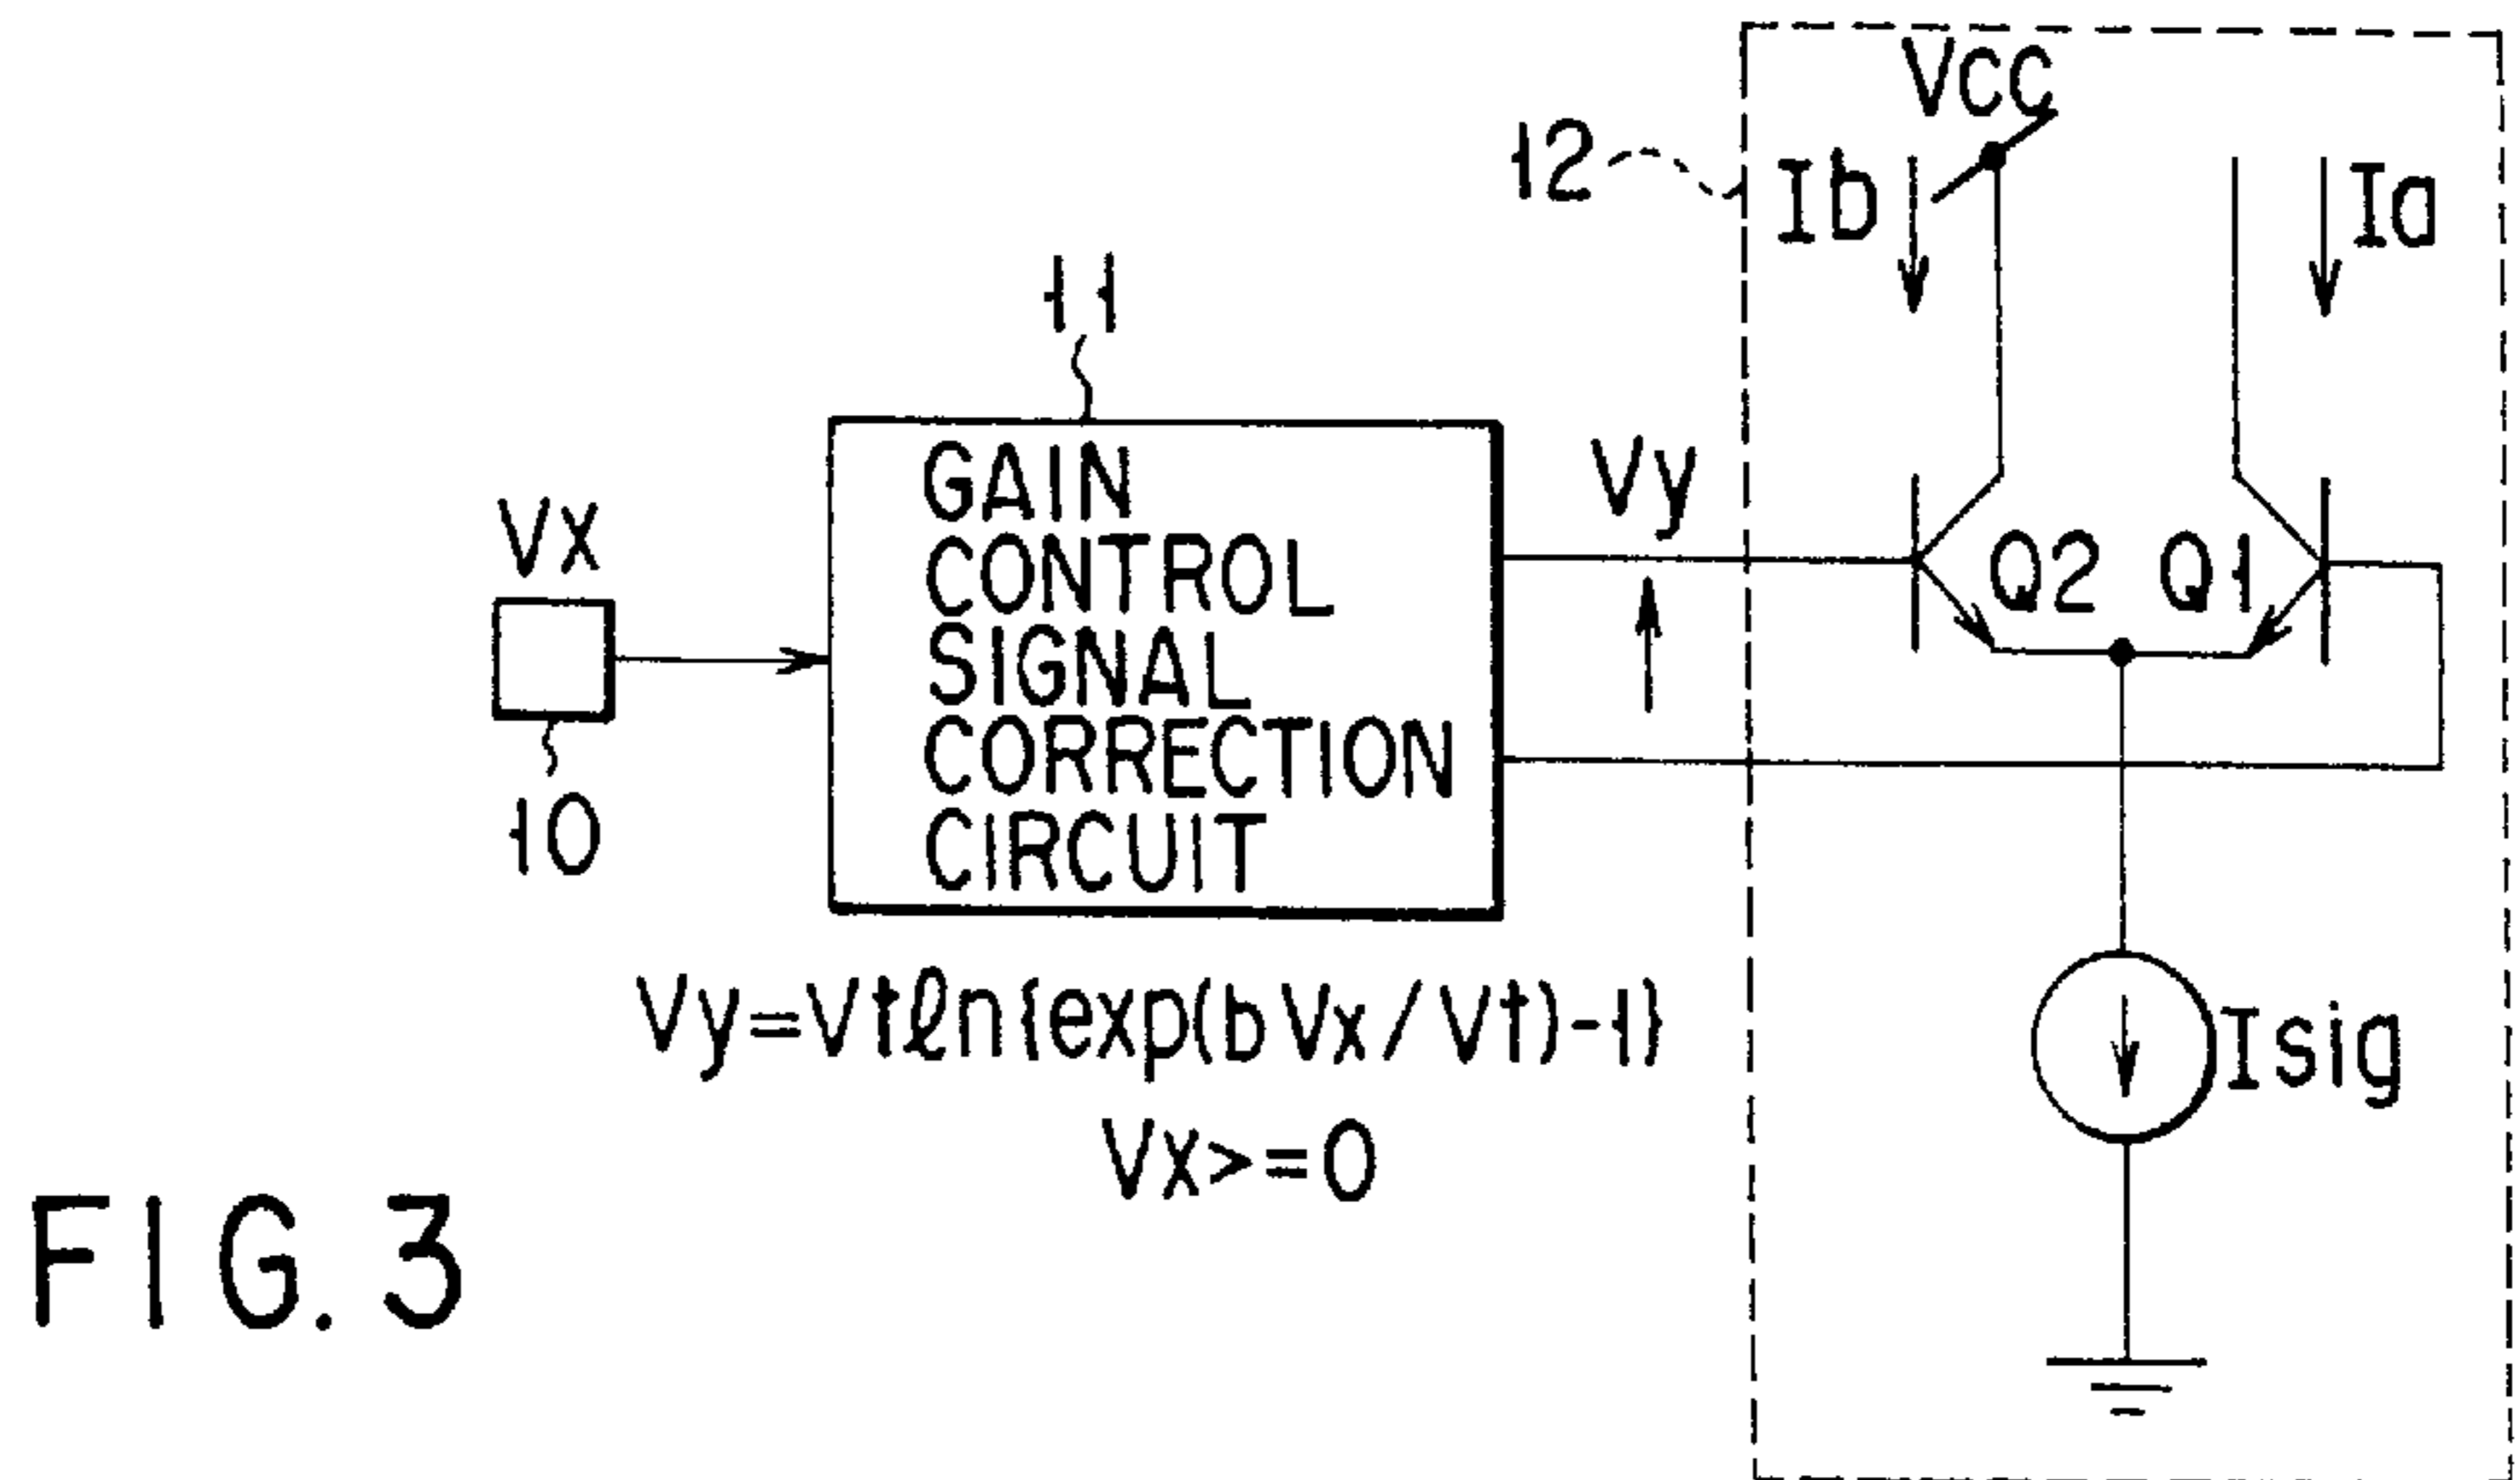 VCC
12
Ib
Ia
11
Vx
GAIN
CONTROL
SIGNAL
CORRECTION
CIRCUIT
Vy
Q2 Q1
10
Vy=Vtℓn{exp(bVx/Vt)-1}
Vx>=0
Isig
FIG. 3